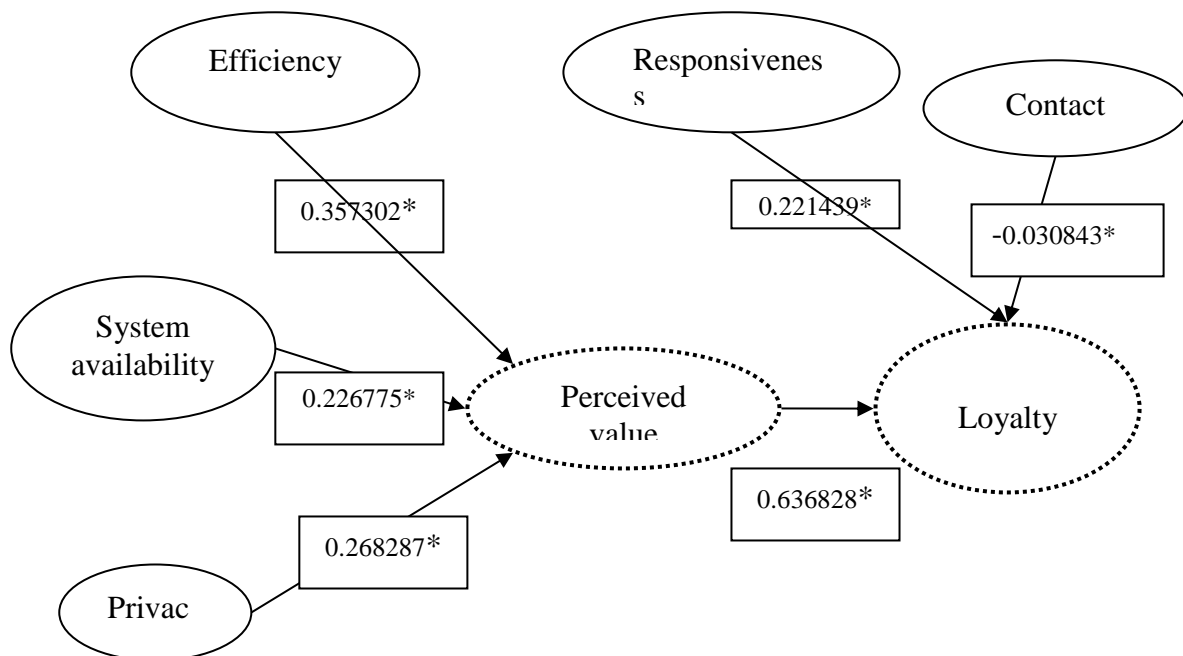 Efficiency
Responsivenes
s
Contact
0.357302*
0.221439*
-0.030843*
System
availability
0.226775*
Perceived
value
Loyalty
0.636828*
0.268287*
Privac